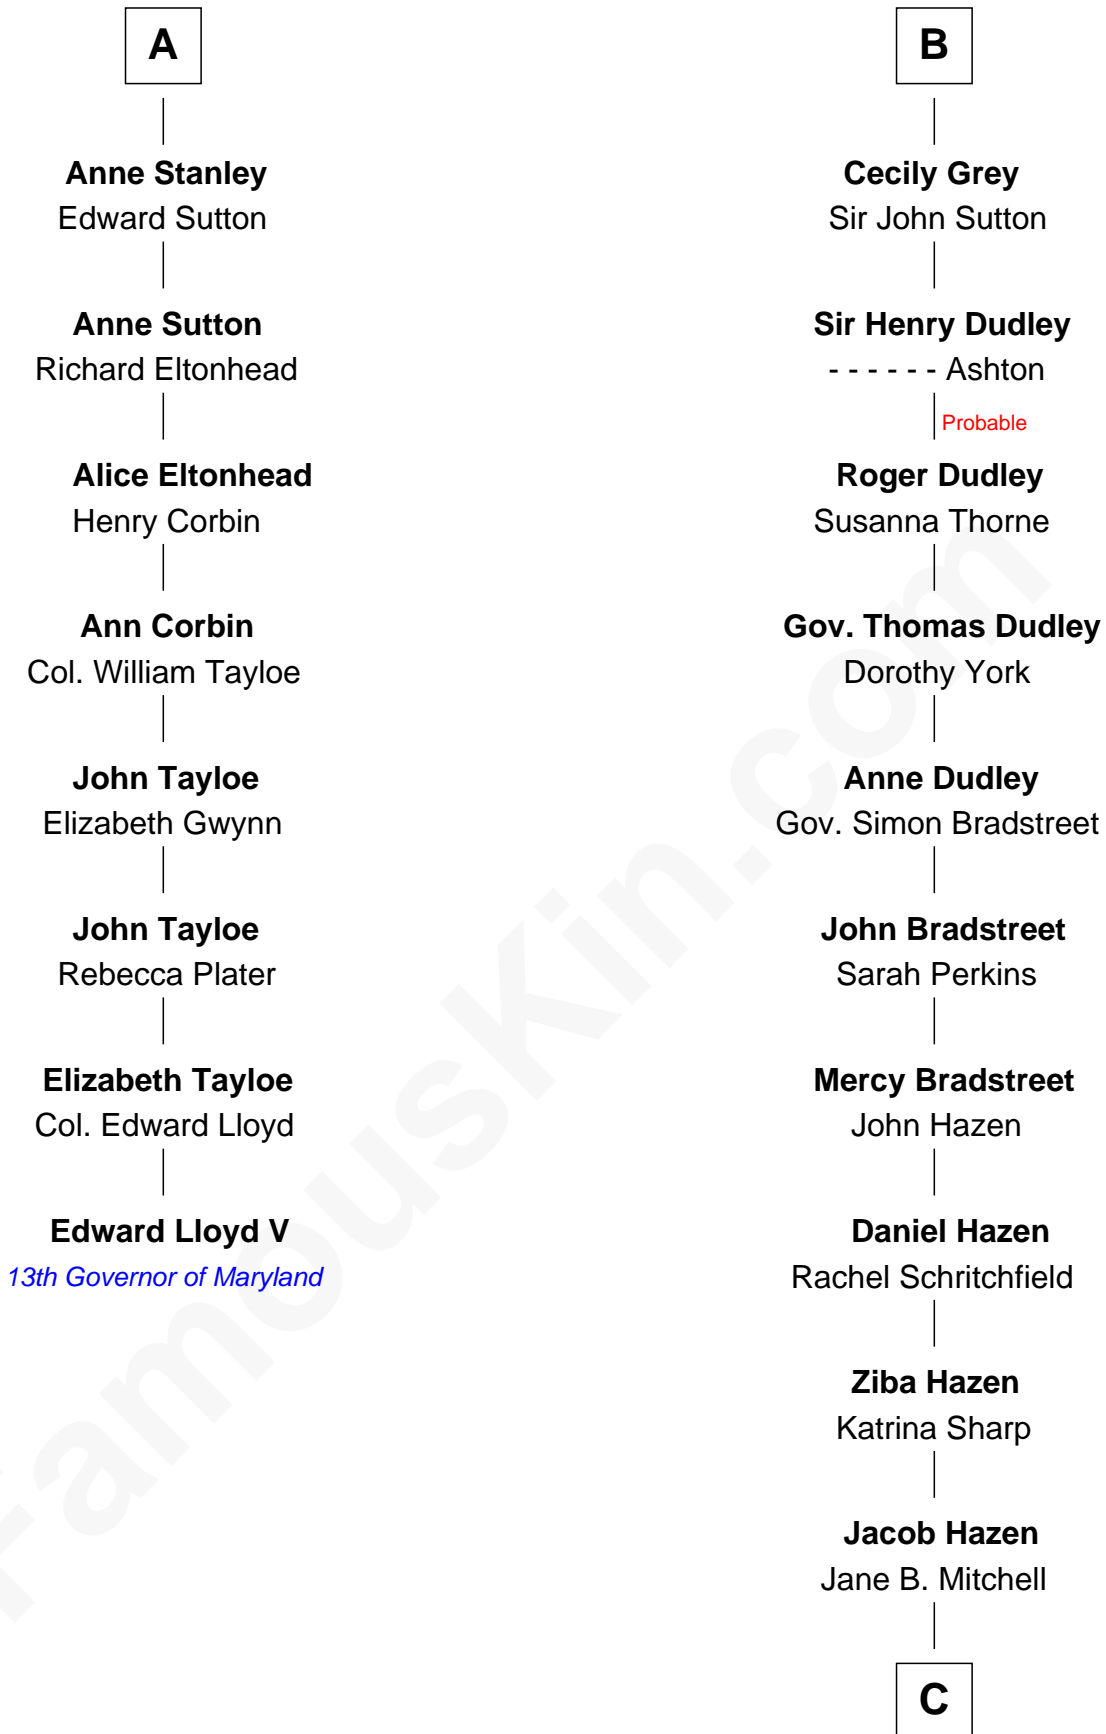 A
Anne Stanley
Edward Sutton
Anne Sutton
Richard Eltonhead
Alice Eltonhead
Henry Corbin
Ann Corbin
Col. William Tayloe
John Tayloe
Elizabeth Gwynn
John Tayloe
Rebecca Plater
Elizabeth Tayloe
Col. Edward Lloyd
Edward Lloyd V
13th Governor of Maryland
B
Cecily Grey
Sir John Sutton
Sir Henry Dudley
- - - - - - Ashton
Probable
Roger Dudley
Susanna Thorne
Gov. Thomas Dudley
Dorothy York
Anne Dudley
Gov. Simon Bradstreet
John Bradstreet
Sarah Perkins
Mercy Bradstreet
John Hazen
Daniel Hazen
Rachel Schritchfield
Ziba Hazen
Katrina Sharp
Jacob Hazen
Jane B. Mitchell
C
FamousKin.com